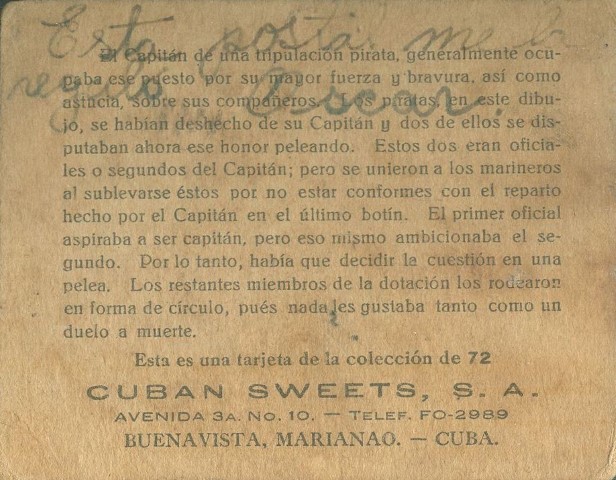 Esta postal me la
El Capitán de una tripulación pirata, generalmente ocu-
paba ese puesto por su mayor fuerza y bravura, así como
regaló Oscar.
astucia, sobre sus compañeros. Los piratas, en este dibu-
jo, se habían deshecho de su Capitán y dos de ellos se dis-
putaban ahora ese honor peleando. Estos dos eran oficia-
les o segundos del Capitán; pero se unieron a los marineros
al sublevarse éstos por no estar conformes con el reparto
hecho por el Capitán en el último botín. El primer oficial
aspiraba a ser capitán, pero eso mismo ambicionaba el se-
gundo. Por lo tanto, había que decidir la cuestión en una
pelea. Los restantes miembros de la dotación los rodearon
en forma de círculo, pués nada les gustaba tanto como un
duelo a muerte.
Esta es una tarjeta de la colección de 72
CUBAN SWEETS, S. A.
AVENIDA 3A. No. 10. — TELEF. FO-2989
BUENAVISTA, MARIANAO. — CUBA.